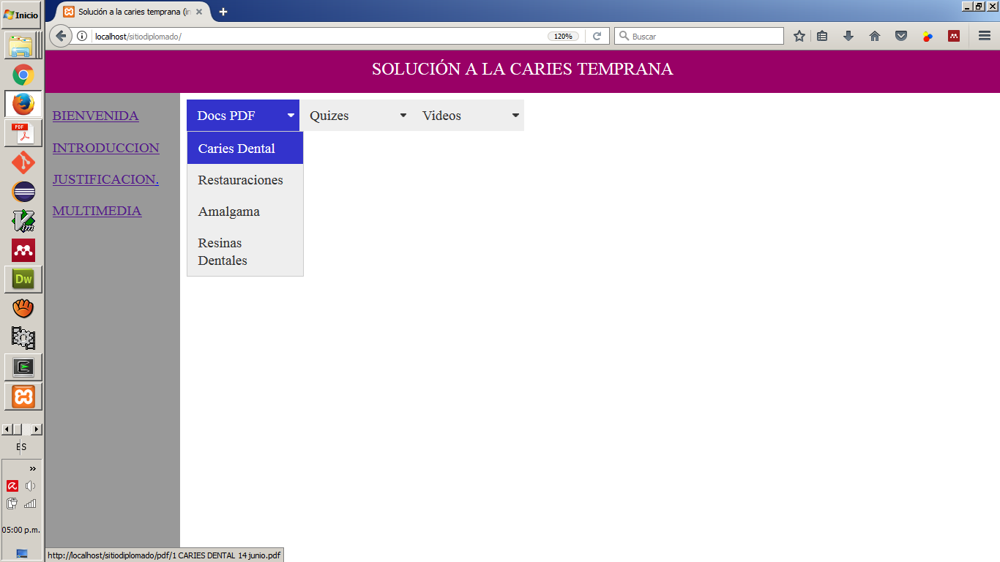 Inicio
Solución a la caries temprana (in
localhost/sitiodiplomado/
120%
Buscar
SOLUCIÓN A LA CARIES TEMPRANA
BIENVENIDA
INTRODUCCION
JUSTIFICACION.
MULTIMEDIA
Docs PDF
Quizes
Videos
Caries Dental
Restauraciones
Amalgama
Resinas
Dentales
PDF
Vim
Dw
ES
05:00 p.m.
http://localhost/sitiodiplomado/pdf/1 CARIES DENTAL 14 junio.pdf